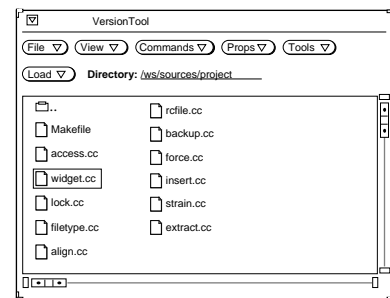 VersionTool
File View Commands Props Tools
Load Directory: /ws/sources/project
..
Makefile
access.cc
widget.cc
lock.cc
filetype.cc
align.cc
rcfile.cc
backup.cc
force.cc
insert.cc
strain.cc
extract.cc